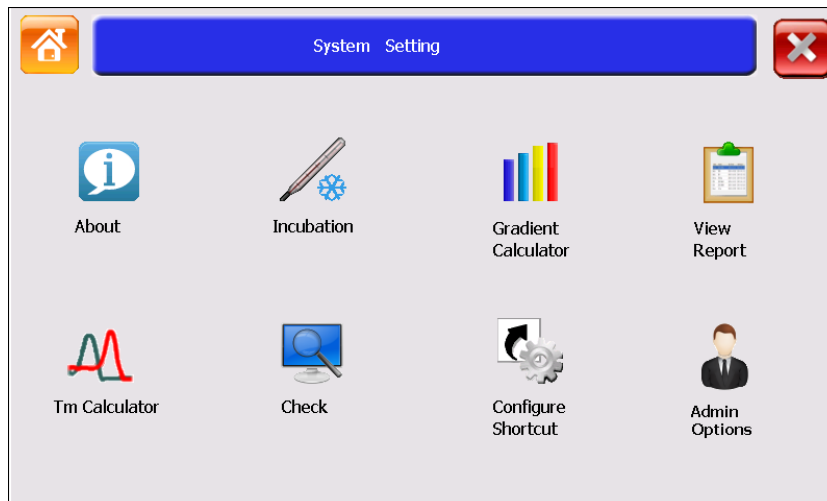 System Setting
About
Incubation
Gradient
Calculator
View
Report
Tm Calculator
Check
Configure
Shortcut
Admin
Options